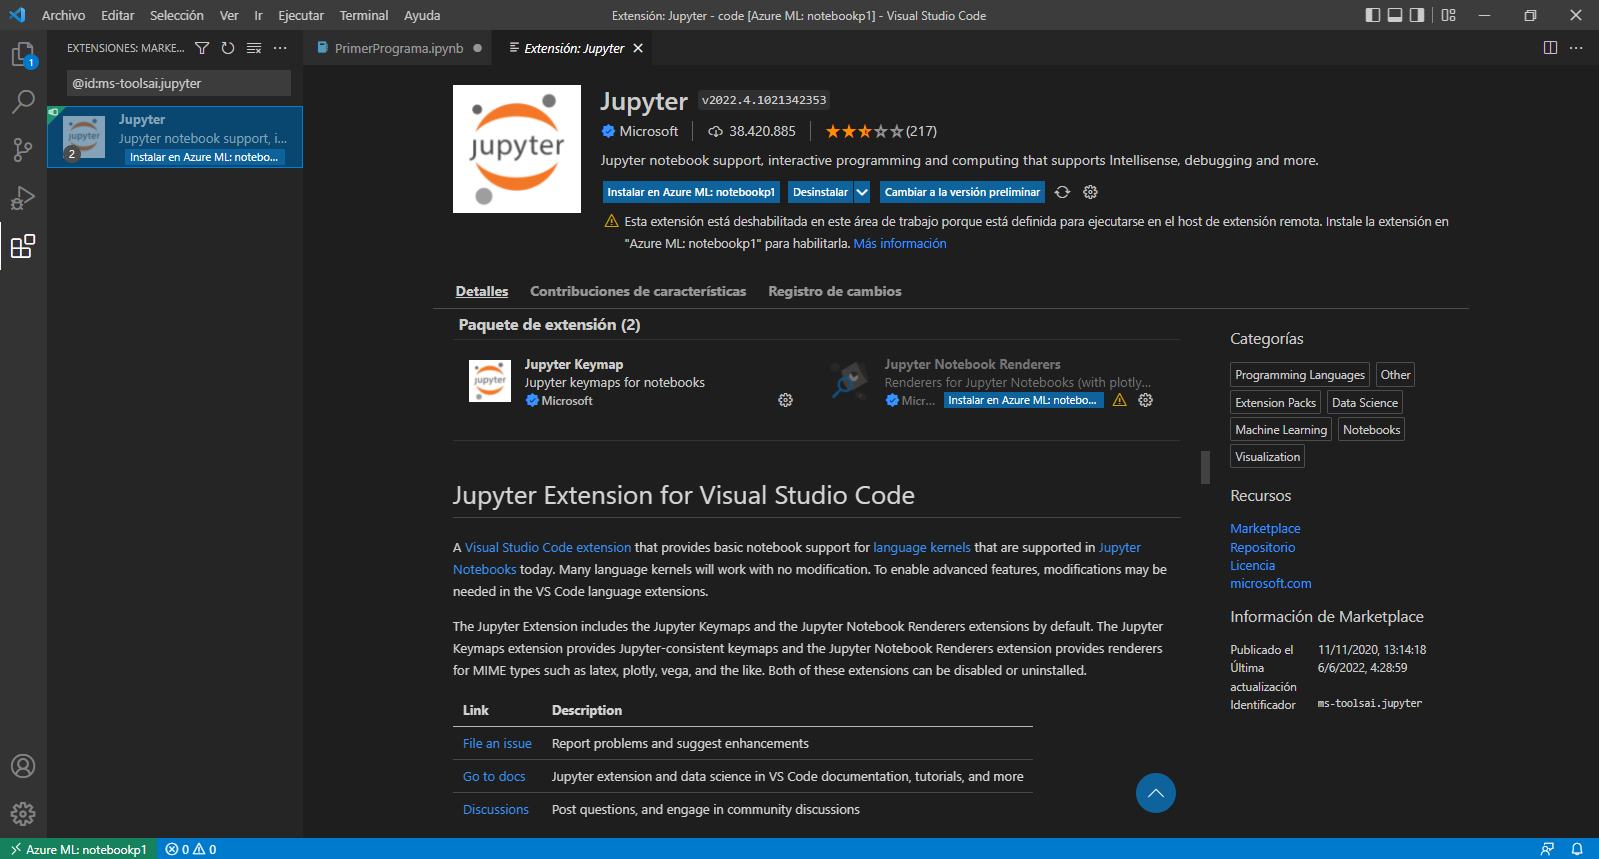 Archivo Editar Selección Ver Ir Ejecutar Terminal Ayuda
Extensión: Jupyter - code [Azure ML: notebookp1] - Visual Studio Code
EXTENSIONES: MARKE...
PrimerPrograma.ipynb
Extensión: Jupyter
1
@id:ms-toolsai.jupyter
Jupyter
Jupyter notebook support, i...
Instalar en Azure ML: notebo...
2
jupyter
jupyter
Jupyter v2022.4.1021342353
Microsoft 38.420.885 (217)
Jupyter notebook support, interactive programming and computing that supports Intellisense, debugging and more.
Instalar en Azure ML: notebookp1 Desinstalar Cambiar a la versión preliminar
Esta extensión está deshabilitada en este área de trabajo porque está definida para ejecutarse en el host de extensión remota. Instale la extensión en
"Azure ML: notebookp1" para habilitarla. Más información
Detalles Contribuciones de características Registro de cambios
Paquete de extensión (2)
jupyter
Jupyter Keymap
Jupyter keymaps for notebooks
Microsoft
Jupyter Notebook Renderers
Renderers for Jupyter Notebooks (with plotly...
Micr... Instalar en Azure ML: notebo...
Jupyter Extension for Visual Studio Code
A Visual Studio Code extension that provides basic notebook support for language kernels that are supported in Jupyter
Notebooks today. Many language kernels will work with no modification. To enable advanced features, modifications may be
needed in the VS Code language extensions.
The Jupyter Extension includes the Jupyter Keymaps and the Jupyter Notebook Renderers extensions by default. The Jupyter
Keymaps extension provides Jupyter-consistent keymaps and the Jupyter Notebook Renderers extension provides renderers
for MIME types such as latex, plotly, vega, and the like. Both of these extensions can be disabled or uninstalled.
Link Description
File an issue Report problems and suggest enhancements
Go to docs Jupyter extension and data science in VS Code documentation, tutorials, and more
Discussions Post questions, and engage in community discussions
Categorías
Programming Languages Other
Extension Packs Data Science
Machine Learning Notebooks
Visualization
Recursos
Marketplace
Repositorio
Licencia
microsoft.com
Información de Marketplace
Publicado el 11/11/2020, 13:14:18
Última 6/6/2022, 4:28:59
actualización
Identificador ms-toolsai.jupyter
Azure ML: notebookp1 0 0